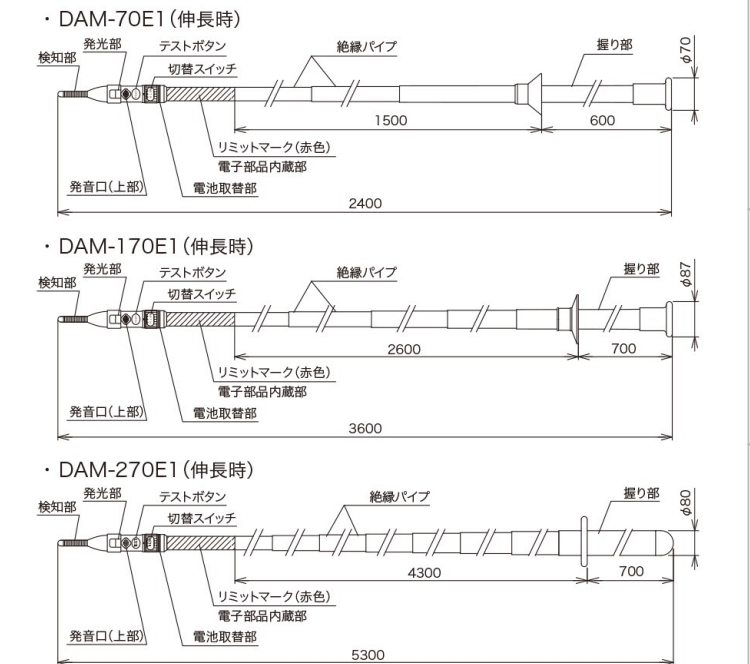 ・DAM-70E1(伸長時)
発光部
テストボタン
絶縁パイプ
握り部
検知部
切替スイッチ
φ70
1500
600
リミットマーク(赤色)
電子部品内蔵部
発音口(上部)
電池取替部
2400
・DAM-170E1(伸長時)
発光部
テストボタン
絶縁パイプ
握り部
検知部
切替スイッチ
φ87
2600
700
リミットマーク(赤色)
電子部品内蔵部
発音口(上部)
電池取替部
3600
・DAM-270E1(伸長時)
発光部
テストボタン
絶縁パイプ
握り部
検知部
切替スイッチ
φ80
4300
700
リミットマーク(赤色)
電子部品内蔵部
発音口(上部)
電池取替部
5300